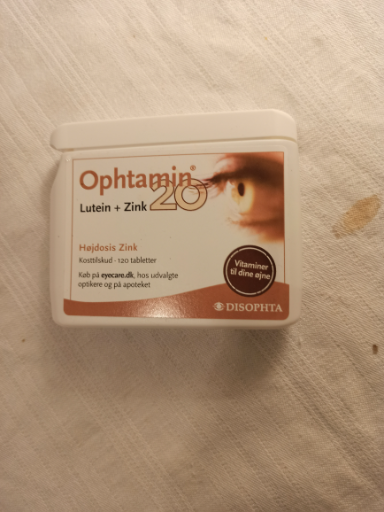 Ophtamin® 20
Lutein + Zink
Højdosis Zink
Kosttilskud - 120 tabletter
Køb på eyecare.dk, hos udvalgte
optikere og på apoteket
Vitaminer
til dine øjne
DISOPHTA